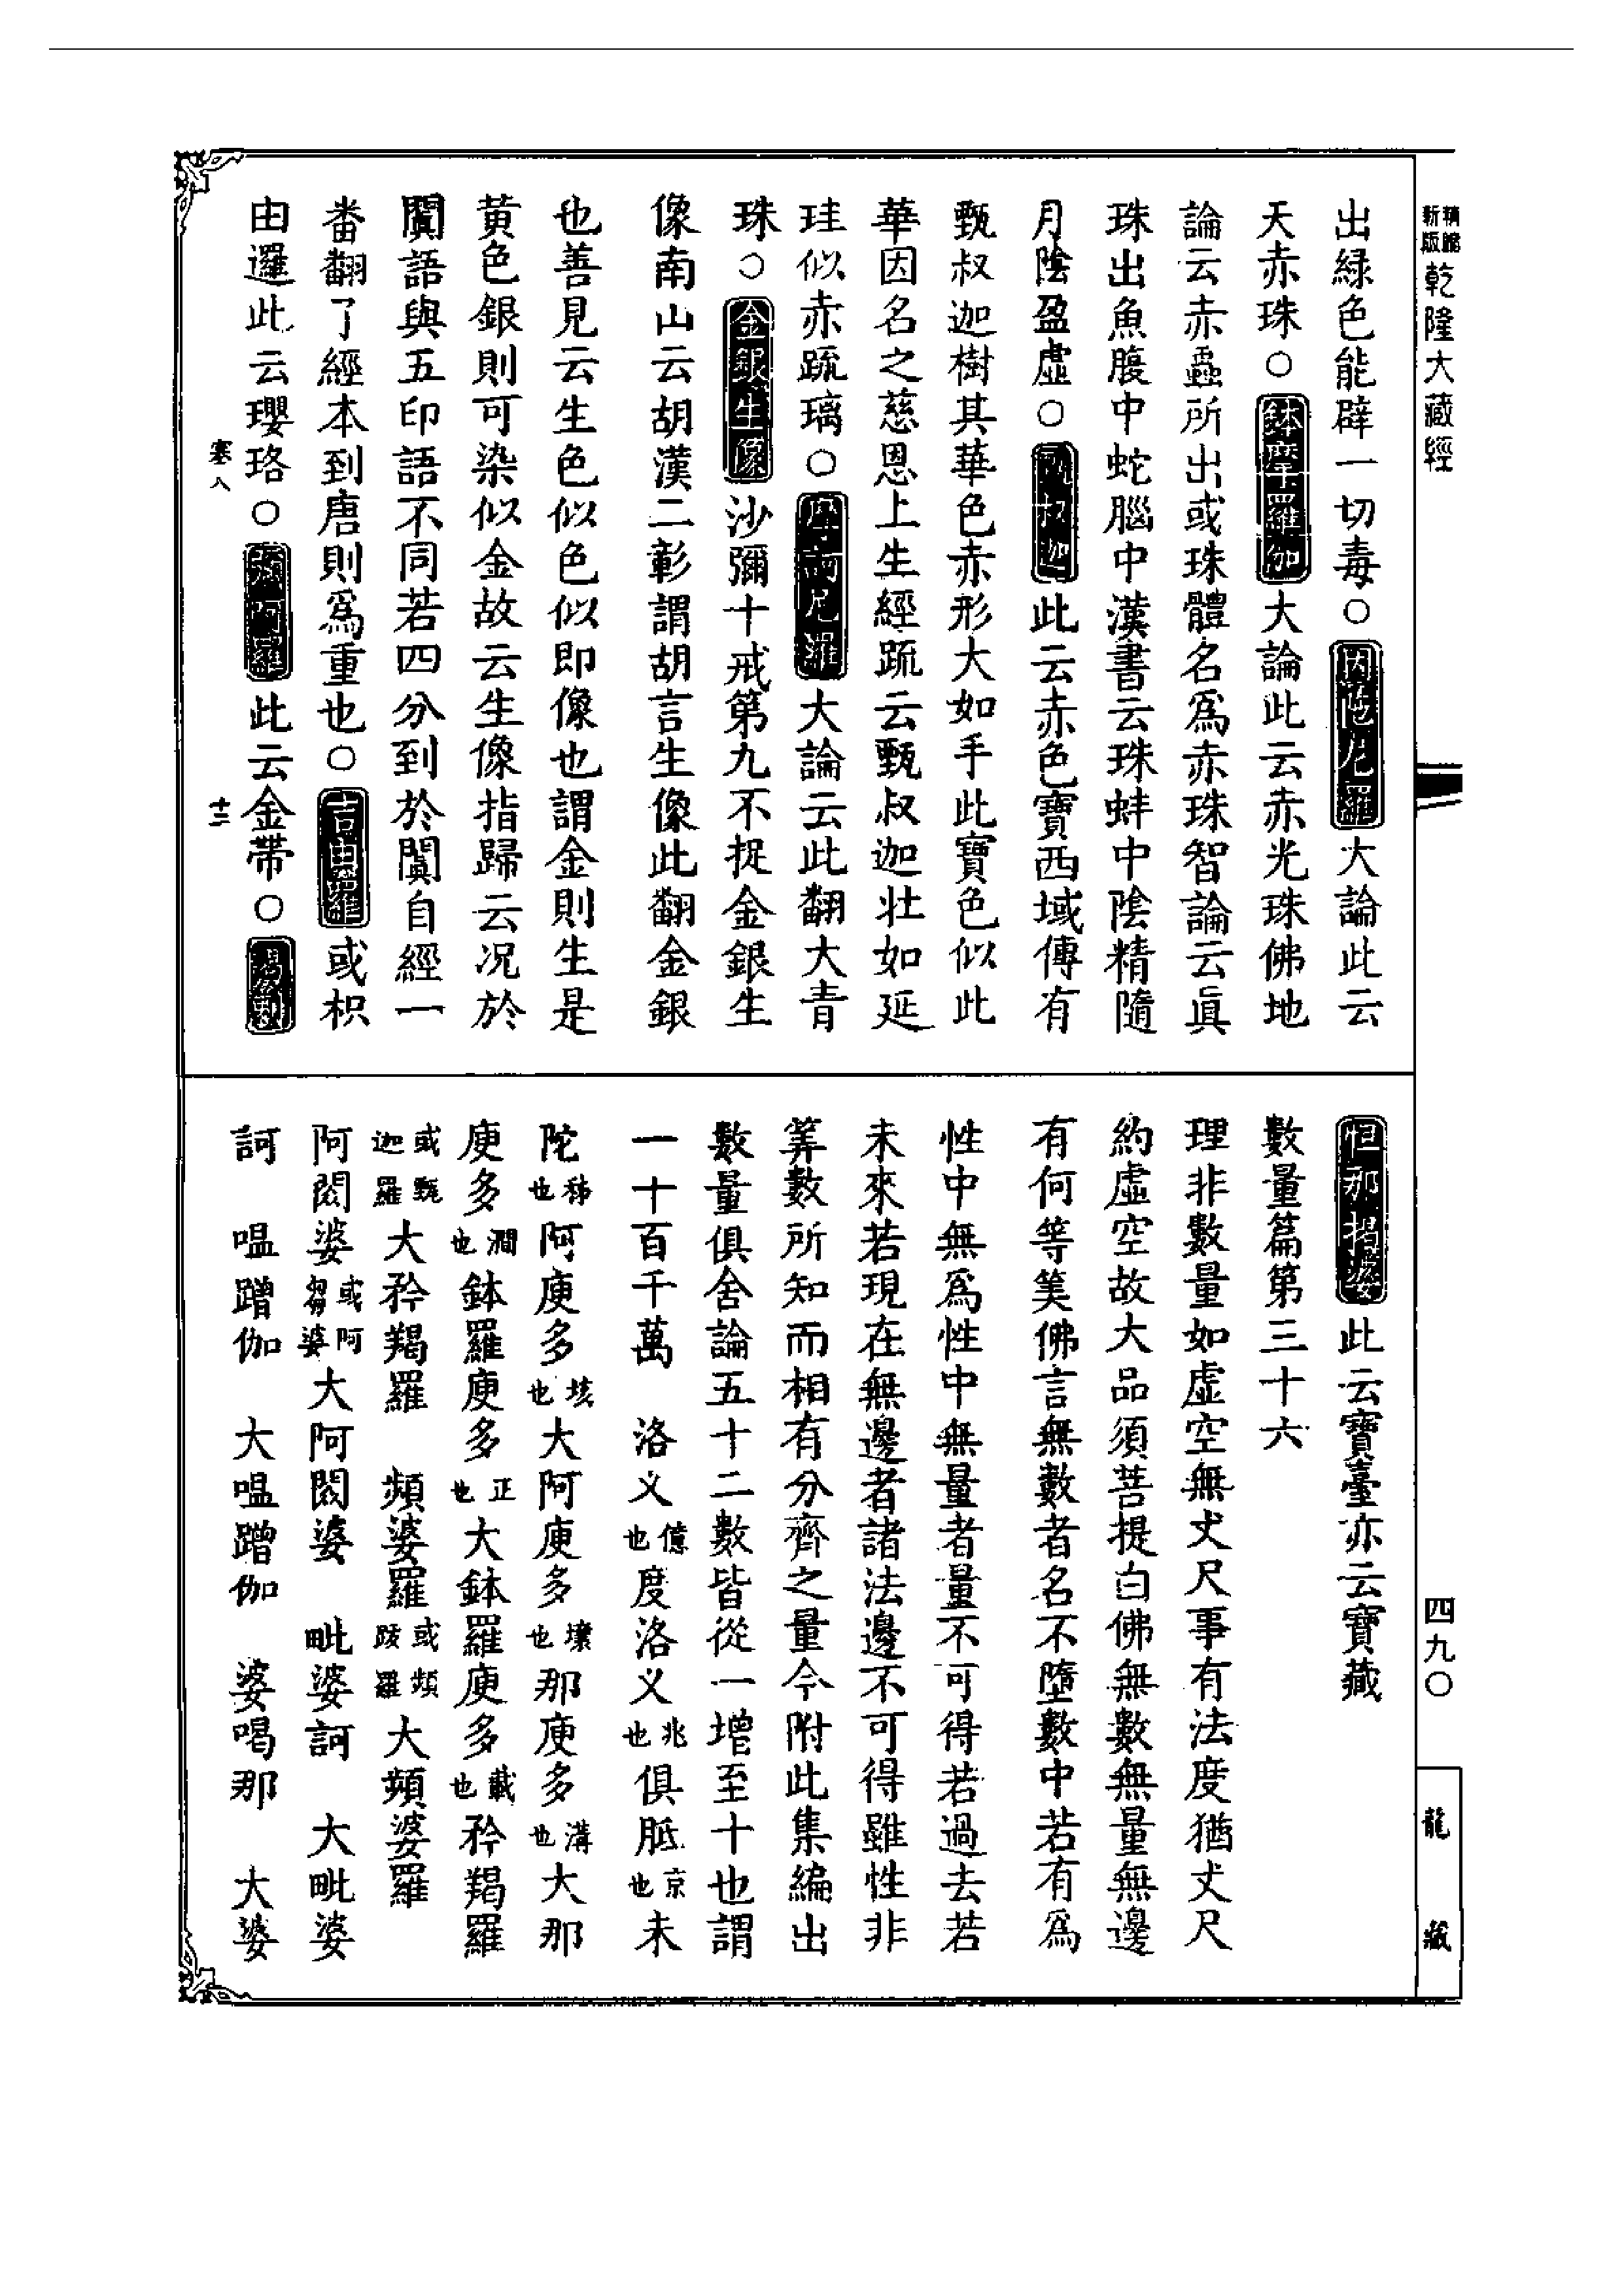 精縮新版乾隆大藏經
四九〇
龍藏
出綠色能辟一切毒○因陀尼羅大論此云
天赤珠○鉢摩羅伽大論此云赤光珠佛地
論云赤蟲所出或珠體名爲赤珠智論云眞
珠出魚腹中蛇腦中漢書云珠蚌中陰精隨
月陰盈虛○甄叔迦此云赤色寶西域傳有
甄叔迦樹其華色赤形大如手此寶色似此
華因名之慈恩上生經䟽云甄叔迦壯如延
珪似赤瑠璃○摩訶尼羅大論云此翻大青
珠○金銀生像沙彌十戒第九不捉金銀生
像南山云胡漢二彰謂胡言生像此翻金銀
也善見云生色似色似即像也謂金則生是
黃色銀則可染似金故云生像指歸云况於
闐語與五印語不同若四分到於闐自經一
番翻了經本到唐則爲重也○吉由羅或枳
由邏此云瓔珞○此云金帶○
塞八
十三
怛那揭婆此云寶臺亦云寶藏
數量篇第三十六
理非數量如虛空無丈尺事有法度猶丈尺
約虛空故大品須菩提白佛無數無量無邊
有何等筭佛言無數者名不墮數中若有爲
性中無爲性中無量者量不可得若過去若
未來若現在無邊者諸法邊不可得雖性非
筭數所知而相有分齊之量今附此集編出
數量俱舍論五十二數皆從一增至十也謂
一十百千萬 洛叉億也度洛叉兆也俱胝京也未
陀秭也阿庾多垓也大阿庾多壤也那庾多溝也大那
庾多澗也鉢羅庾多正也大鉢羅庾多載也矜羯羅
或甄迦羅大矜羯羅 頻婆羅或頻跋羅大頻婆羅
阿閦婆或阿芻婆大阿閦婆 毗婆訶 大毗婆
訶 嗢蹭伽 大嗢蹭伽 婆喝那 大婆